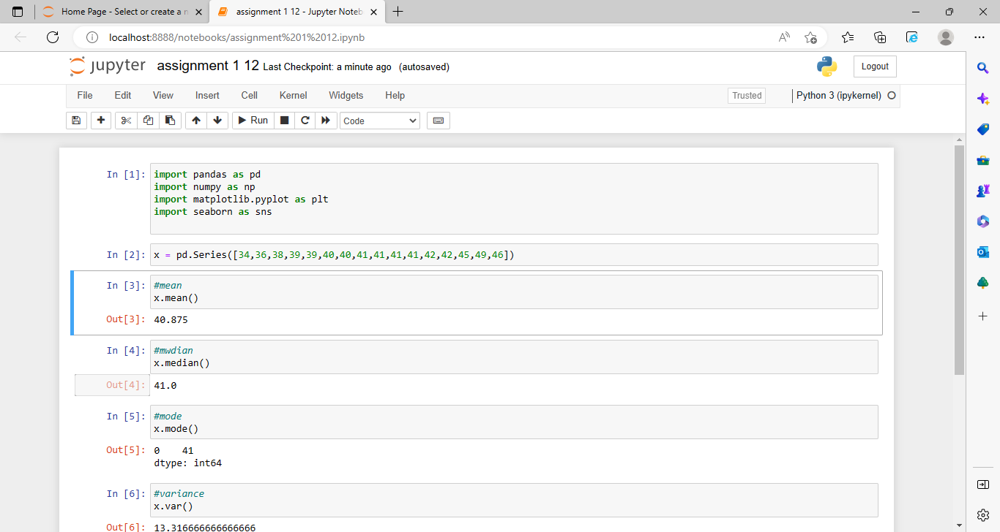 Home Page - Select or create a n
assignment 1 12 - Jupyter Noteb
localhost:8888/notebooks/assignment%201%2012.ipynb
jupyter assignment 1 12 Last Checkpoint: a minute ago (autosaved)
Logout
File Edit View Insert Cell Kernel Widgets Help
Trusted
Python 3 (ipykernel)
Run
Code
In [1]: import pandas as pd
import numpy as np
import matplotlib.pyplot as plt
import seaborn as sns
In [2]: x = pd.Series([34,36,38,39,39,40,40,41,41,41,41,42,42,45,49,46])
In [3]: #mean
x.mean()
Out[3]: 40.875
In [4]: #mwdian
x.median()
Out[4]: 41.0
In [5]: #mode
x.mode()
Out[5]: 0    41
dtype: int64
In [6]: #variance
x.var()
Out[6]: 13.316666666666666